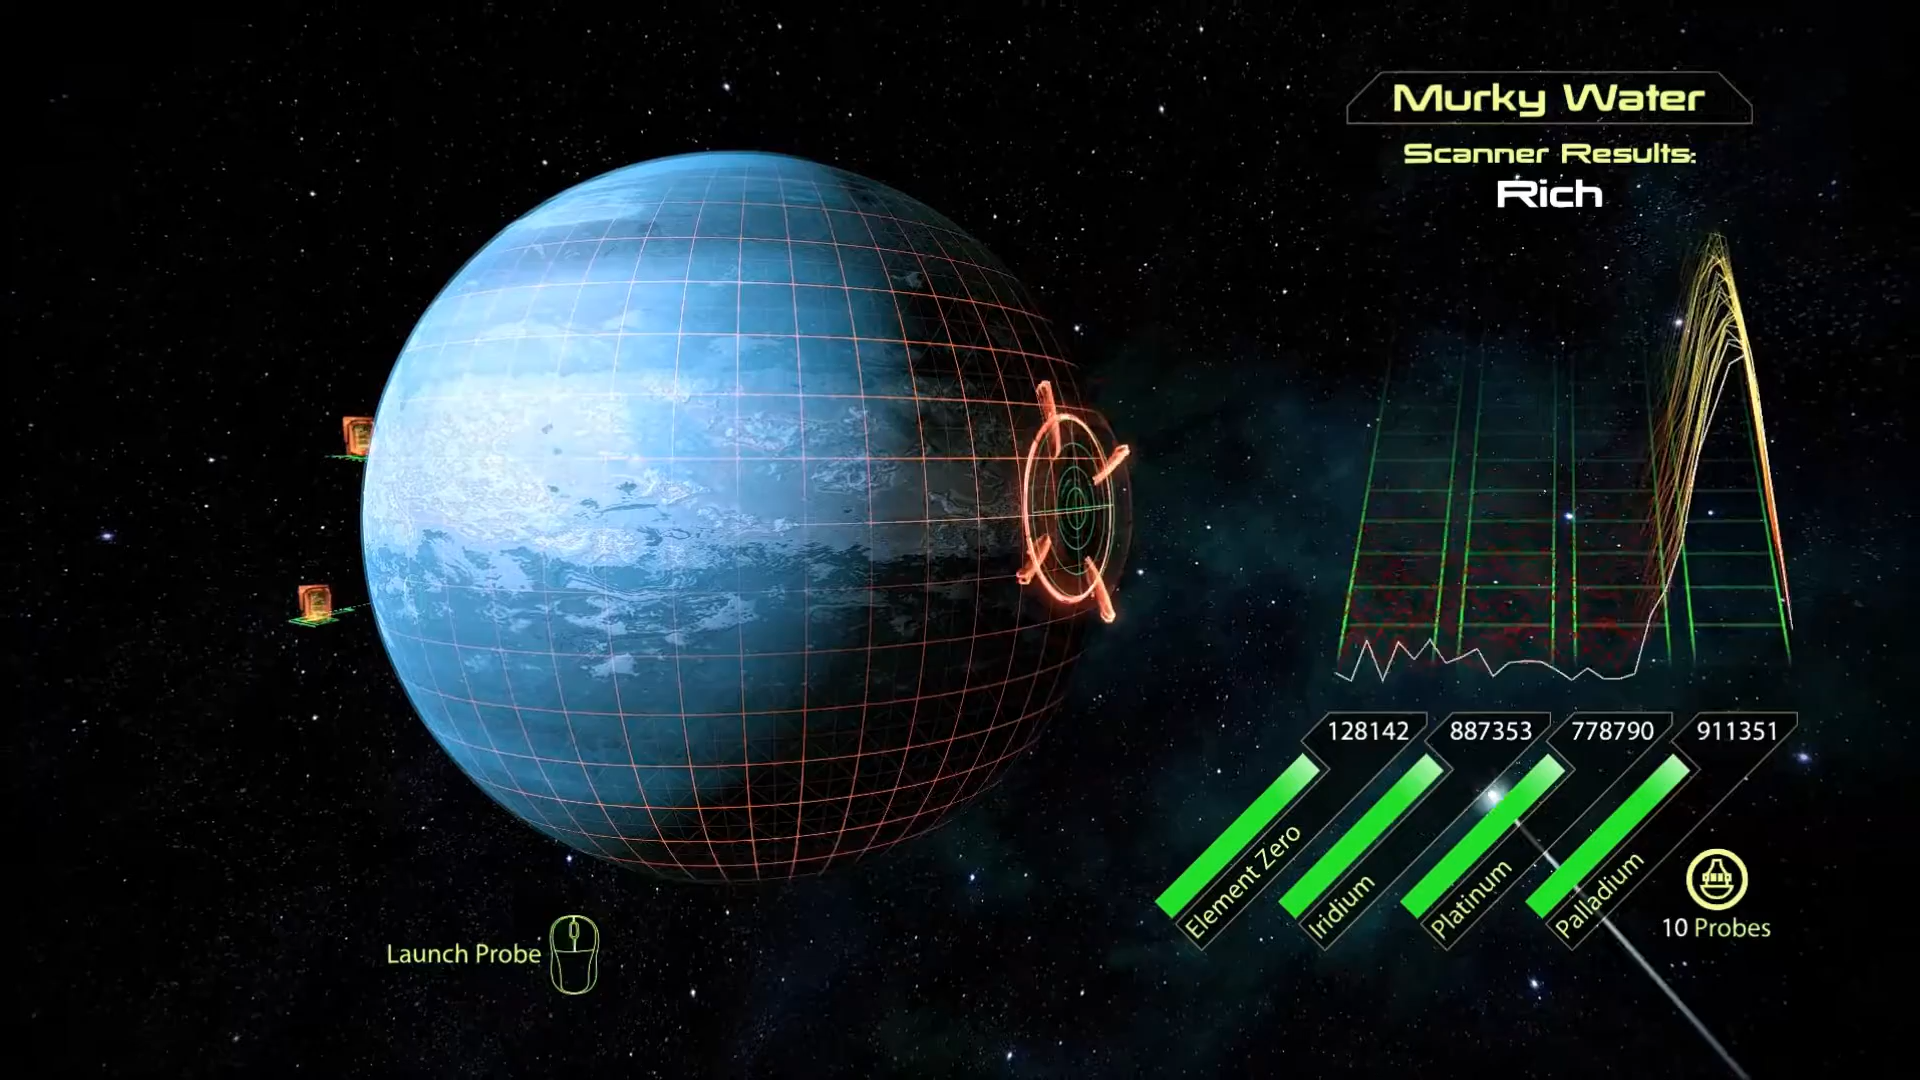 Murky Water
Scanner Results:
Rich
128142
887353
778790
911351
Element Zero
Iridium
Platinum
Palladium
10 Probes
Launch Probe